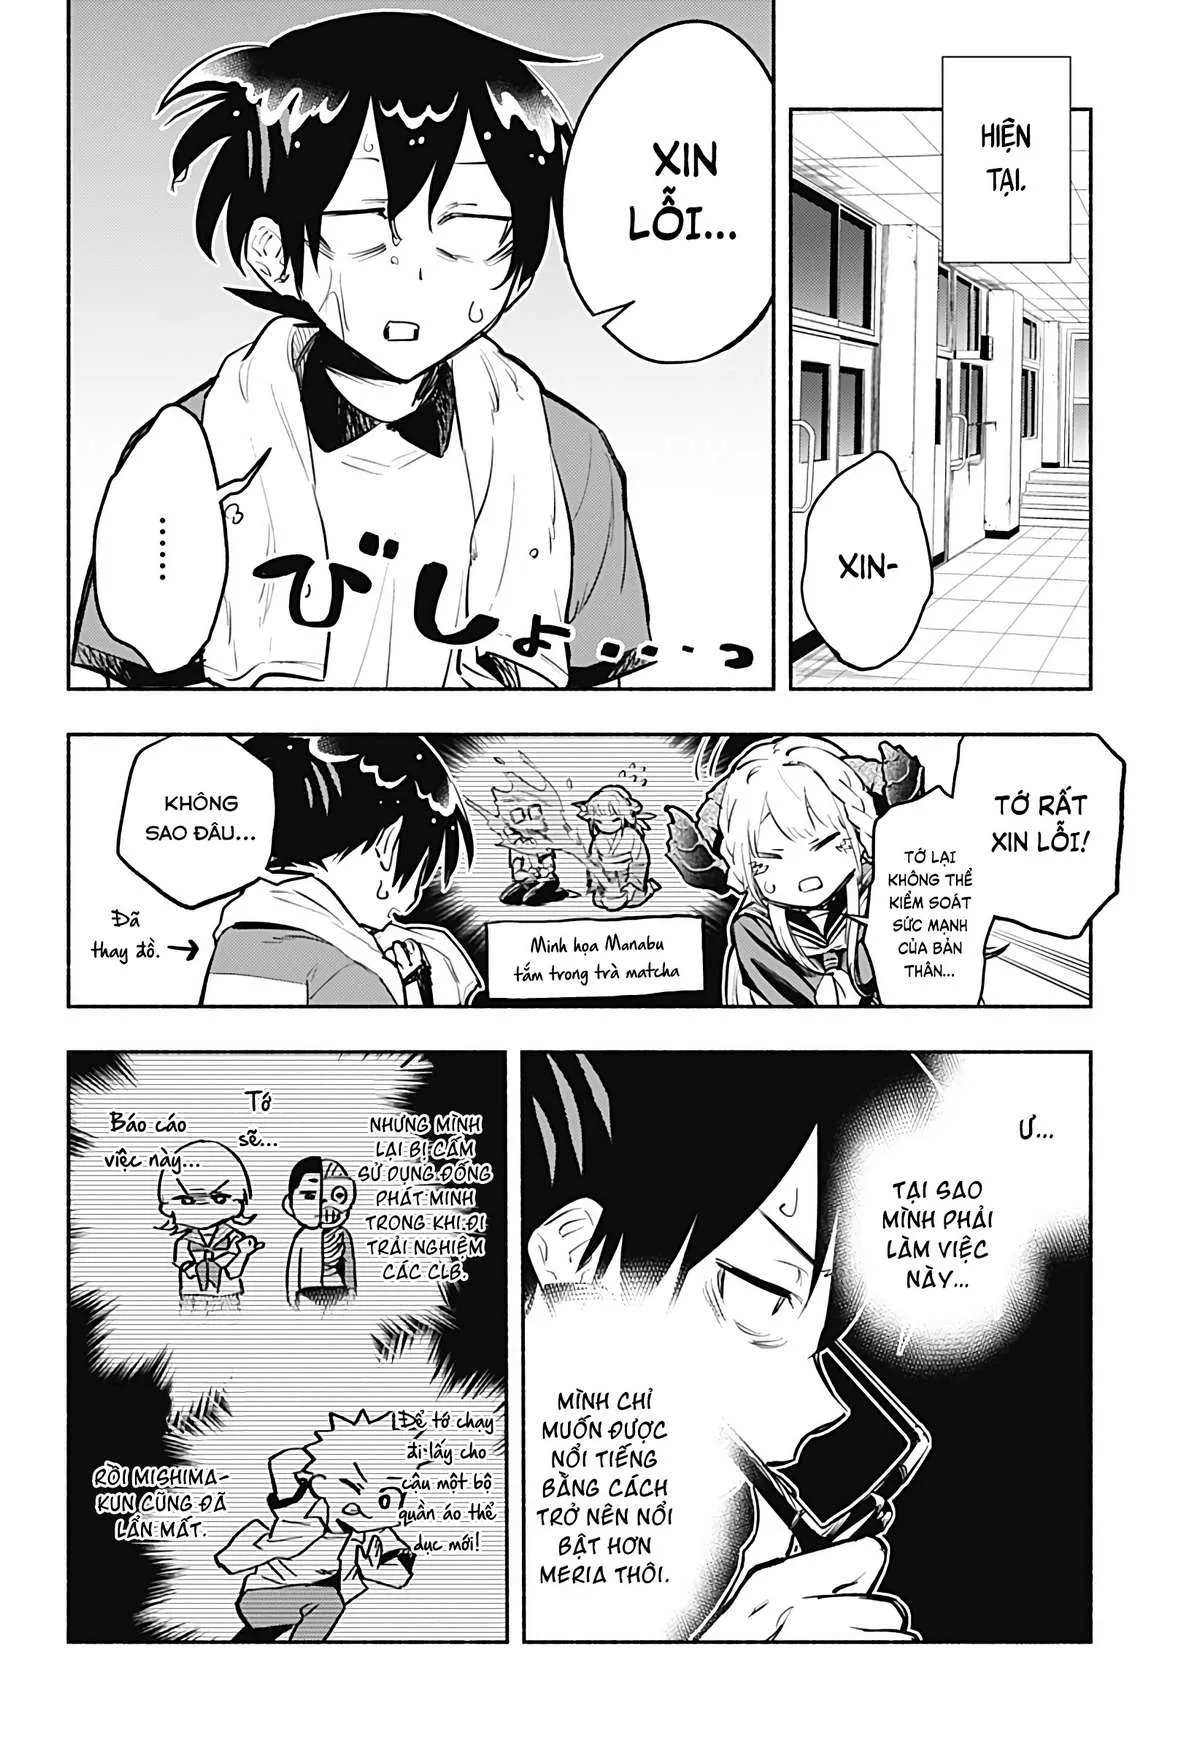 HIỆN
TẠI.
XIN-
XIN
LỖI...
......
びしょ...っ
TỚ RẤT
XIN LỖI!
TỚ LẠI
KHÔNG THỂ
KIỂM SOÁT
SỨC MẠNH
CỦA BẢN
THÂN...
Minh họa Manabu
tắm trong trà matcha
KHÔNG
SAO ĐÂU...
Đã
thay đồ. →
Ư...
TẠI SAO
MÌNH PHẢI
LÀM VIỆC
NÀY...
MÌNH CHỈ
MUỐN ĐƯỢC
NỔI TIẾNG
BẰNG CÁCH
TRỞ NÊN NỔI
BẬT HƠN
MERIA THÔI.
NHƯNG MÌNH
LẠI BỊ CẤM
SỬ DỤNG ĐỐNG
PHÁT MINH
TRONG KHI ĐI
TRẢI NGHIỆM
CÁC CLB.
Tớ
sẽ...
Báo cáo
việc này...
Để tớ chạy
đi lấy cho
cậu một bộ
quần áo thể
dục mới!
RỒI MISHIMA-
KUN CŨNG ĐÃ
LẨN MẤT.